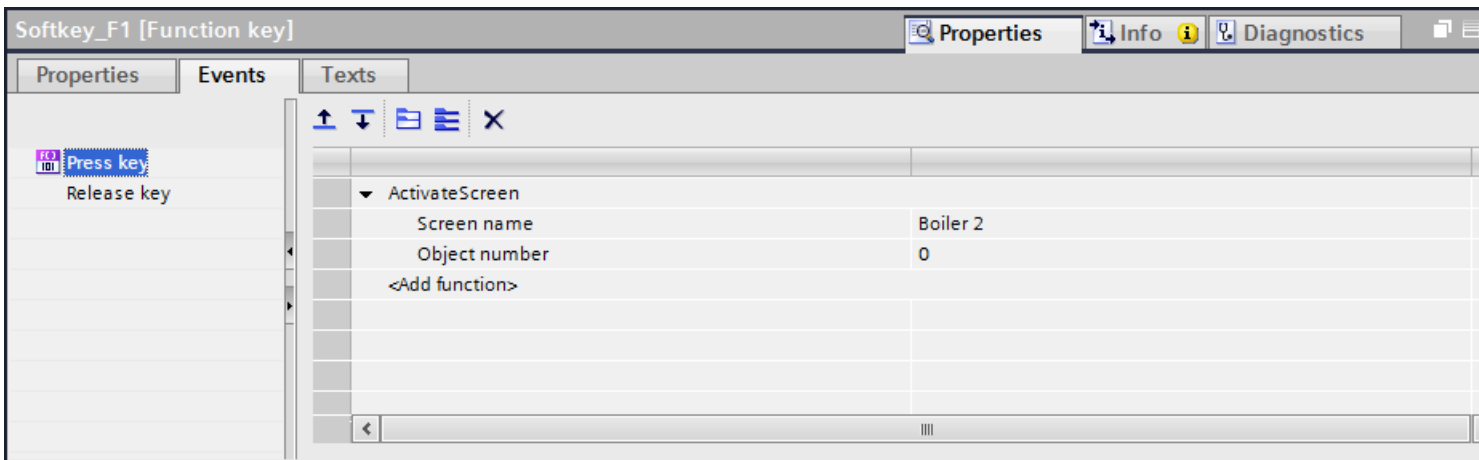 Softkey_F1 [Function key]
Properties
Info
Diagnostics
Properties
Events
Texts
Press key
Release key
ActivateScreen
Screen name
Boiler 2
Object number
0
<Add function>